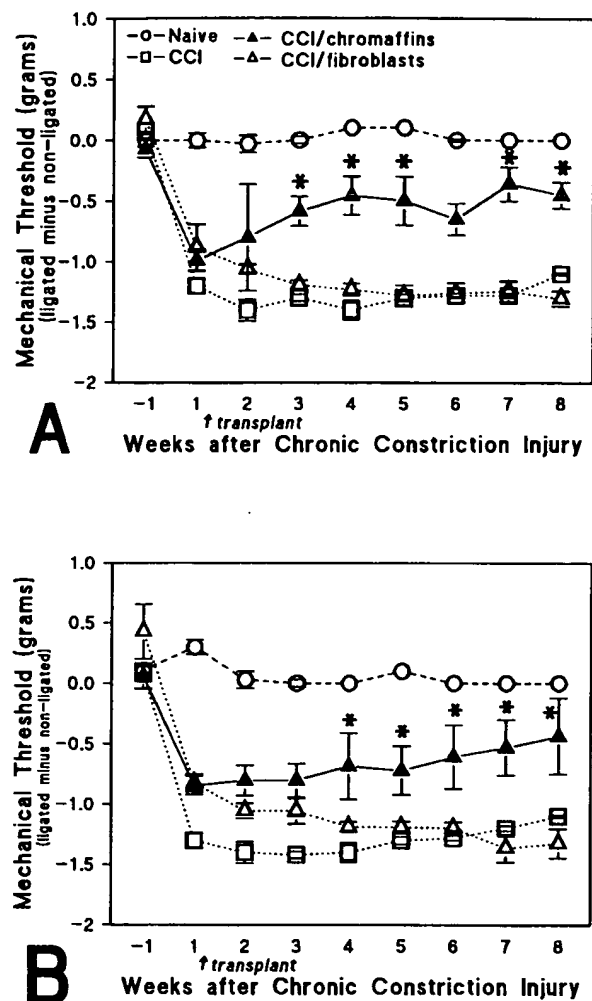 Naive CCI/chromaffins
CCI CCI/fibroblasts
Mechanical Threshold (grams)
(ligated minus non-ligated)
1.0
0.5
0.0
-0.5
-1.0
-1.5
-2
-1 1 2 3 4 5 6 7 8
↑ transplant
Weeks after Chronic Constriction Injury
A
Mechanical Threshold (grams)
(ligated minus non-ligated)
1.0
0.5
0.0
-0.5
-1.0
-1.5
-2
-1 1 2 3 4 5 6 7 8
↑ transplant
Weeks after Chronic Constriction Injury
B